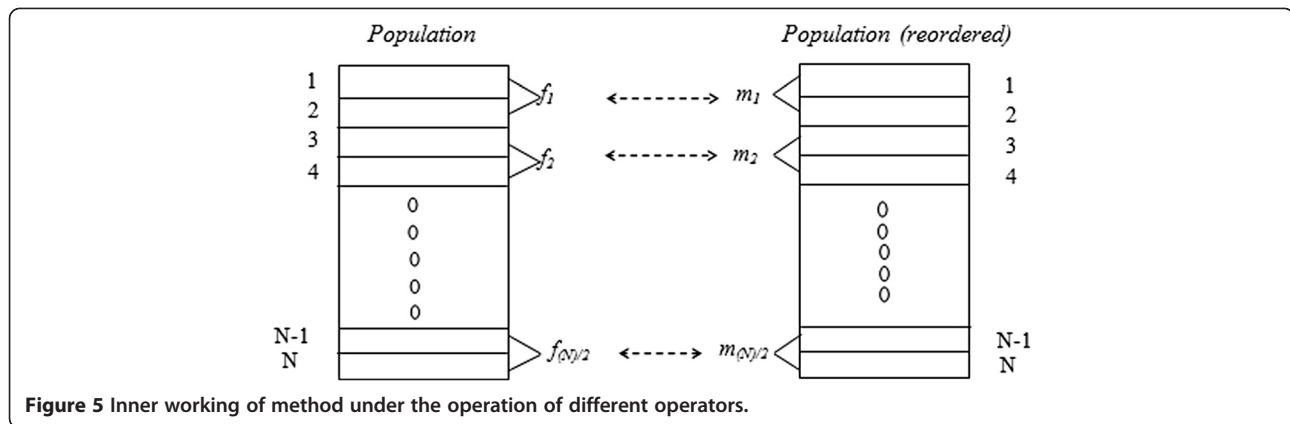 Population
Population (reordered)
1
2
3
4
0
0
0
0
0
N-1
N
f1
f2
f(N)/2
m1
m2
m(N)/2
1
2
3
4
0
0
0
0
0
N-1
N
Figure 5 Inner working of method under the operation of different operators.